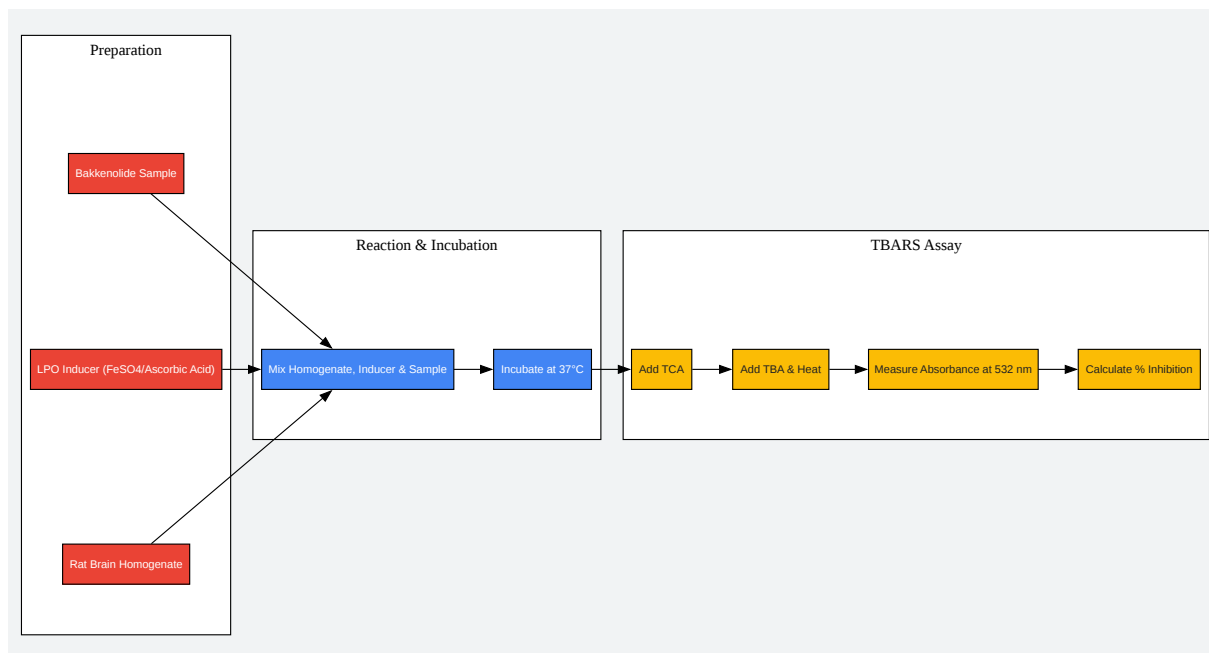 Preparation
Bakkenolide Sample
LPO Inducer (FeSO4/Ascorbic Acid)
Rat Brain Homogenate
Reaction & Incubation
Mix Homogenate, Inducer & Sample
Incubate at 37°C
TBARS Assay
Add TCA
Add TBA & Heat
Measure Absorbance at 532 nm
Calculate % Inhibition